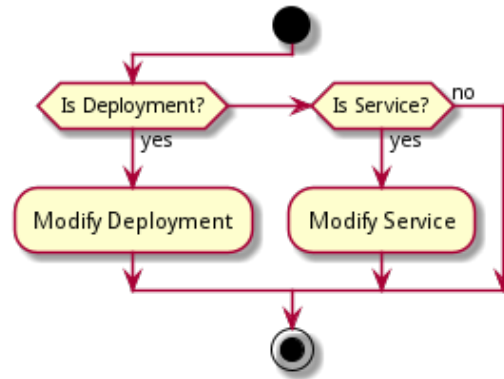 Is Deployment?
Is Service?
no
yes
yes
Modify Deployment
Modify Service